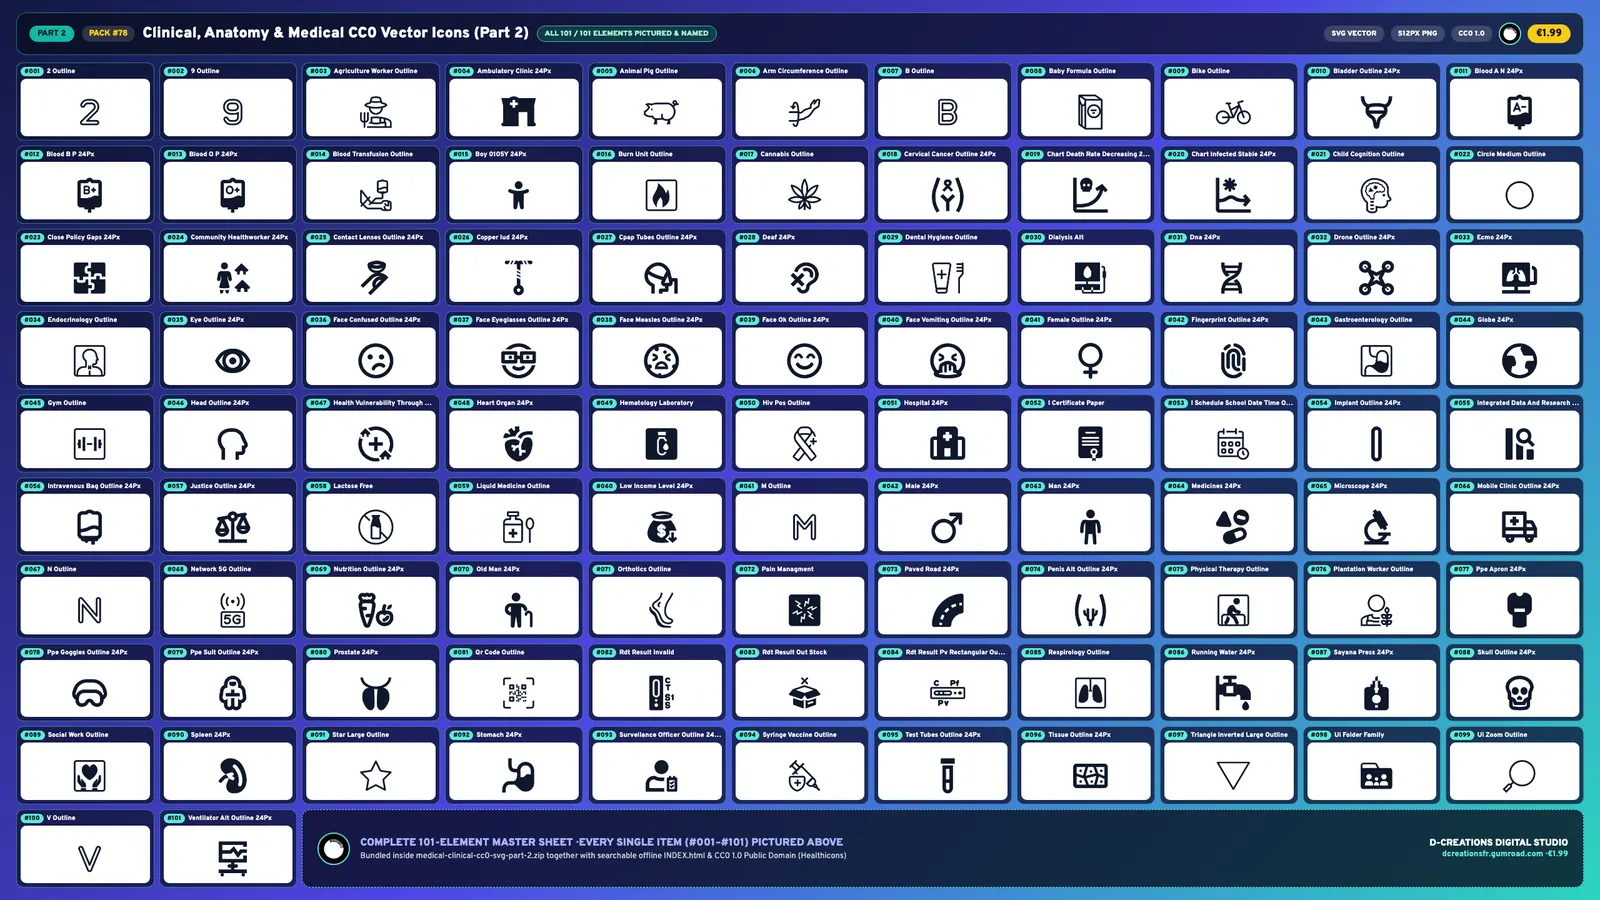 PART 2 PACK #78 Clinical, Anatomy & Medical CC0 Vector Icons (Part 2) ALL 101 / 101 ELEMENTS PICTURED & NAMED SVG VECTOR 512PX PNG CC0 1.0 €1.99
#001 2 Outline #002 9 Outline #003 Agriculture Worker Outline #004 Ambulatory Clinic 24Px #005 Animal Pig Outline #006 Arm Circumference Outline #007 B Outline #008 Baby Formula Outline #009 Bike Outline #010 Bladder Outline 24Px #011 Blood A N 24Px
2 9 B A-
#012 Blood B P 24Px #013 Blood O P 24Px #014 Blood Transfusion Outline #015 Boy 0105Y 24Px #016 Burn Unit Outline #017 Cannabis Outline #018 Cervical Cancer Outline 24Px #019 Chart Death Rate Decreasing 2... #020 Chart Infected Stable 24Px #021 Child Cognition Outline #022 Circle Medium Outline
B+ O+
#023 Close Policy Gaps 24Px #024 Community Healthworker 24Px #025 Contact Lenses Outline 24Px #026 Copper Iud 24Px #027 Cpap Tubes Outline 24Px #028 Deaf 24Px #029 Dental Hygiene Outline #030 Dialysis Alt #031 Dna 24Px #032 Drone Outline 24Px #033 Ecmo 24Px
#034 Endocrinology Outline #035 Eye Outline 24Px #036 Face Confused Outline 24Px #037 Face Eyeglasses Outline 24Px #038 Face Measles Outline 24Px #039 Face Ok Outline 24Px #040 Face Vomiting Outline 24Px #041 Female Outline 24Px #042 Fingerprint Outline 24Px #043 Gastroenterology Outline #044 Globe 24Px
#045 Gym Outline #046 Head Outline 24Px #047 Health Vulnerability Through ... #048 Heart Organ 24Px #049 Hematology Laboratory #050 Hiv Pos Outline #051 Hospital 24Px #052 I Certificate Paper #053 I Schedule School Date Time O... #054 Implant Outline 24Px #055 Integrated Data And Research ...
#056 Intravenous Bag Outline 24Px #057 Justice Outline 24Px #058 Lactose Free #059 Liquid Medicine Outline #060 Low Income Level 24Px #061 M Outline #062 Male 24Px #063 Man 24Px #064 Medicines 24Px #065 Microscope 24Px #066 Mobile Clinic Outline 24Px
$ M
#067 N Outline #068 Network 5G Outline #069 Nutrition Outline 24Px #070 Old Man 24Px #071 Orthotics Outline #072 Pain Managment #073 Paved Road 24Px #074 Penis Alt Outline 24Px #075 Physical Therapy Outline #076 Plantation Worker Outline #077 Ppe Apron 24Px
N 5G
#078 Ppe Goggles Outline 24Px #079 Ppe Suit Outline 24Px #080 Prostate 24Px #081 Qr Code Outline #082 Rdt Result Invalid #083 Rdt Result Out Stock #084 Rdt Result Pv Rectangular Ou... #085 Respirology Outline #086 Running Water 24Px #087 Sayana Press 24Px #088 Skull Outline 24Px
C T S1 S C Pf Pv
#089 Social Work Outline #090 Spleen 24Px #091 Star Large Outline #092 Stomach 24Px #093 Surveillance Officer Outline 24... #094 Syringe Vaccine Outline #095 Test Tubes Outline 24Px #096 Tissue Outline 24Px #097 Triangle Inverted Large Outline #098 Ui Folder Family #099 Ui Zoom Outline
#100 V Outline #101 Ventilator Alt Outline 24Px
V
COMPLETE 101-ELEMENT MASTER SHEET · EVERY SINGLE ITEM (#001–#101) PICTURED ABOVE
Bundled inside medical-clinical-cc0-svg-part-2.zip together with searchable offline INDEX.html & CC0 1.0 Public Domain (Healthicons)
D-CREATIONS DIGITAL STUDIO
dcreationsfr.gumroad.com · €1.99